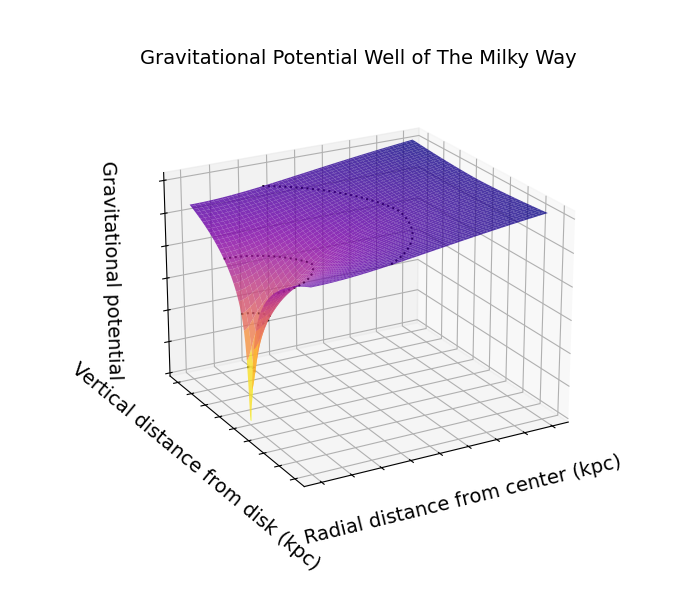 Gravitational Potential Well of The Milky Way
Gravitational potential
Vertical distance from disk (kpc)
Radial distance from center (kpc)